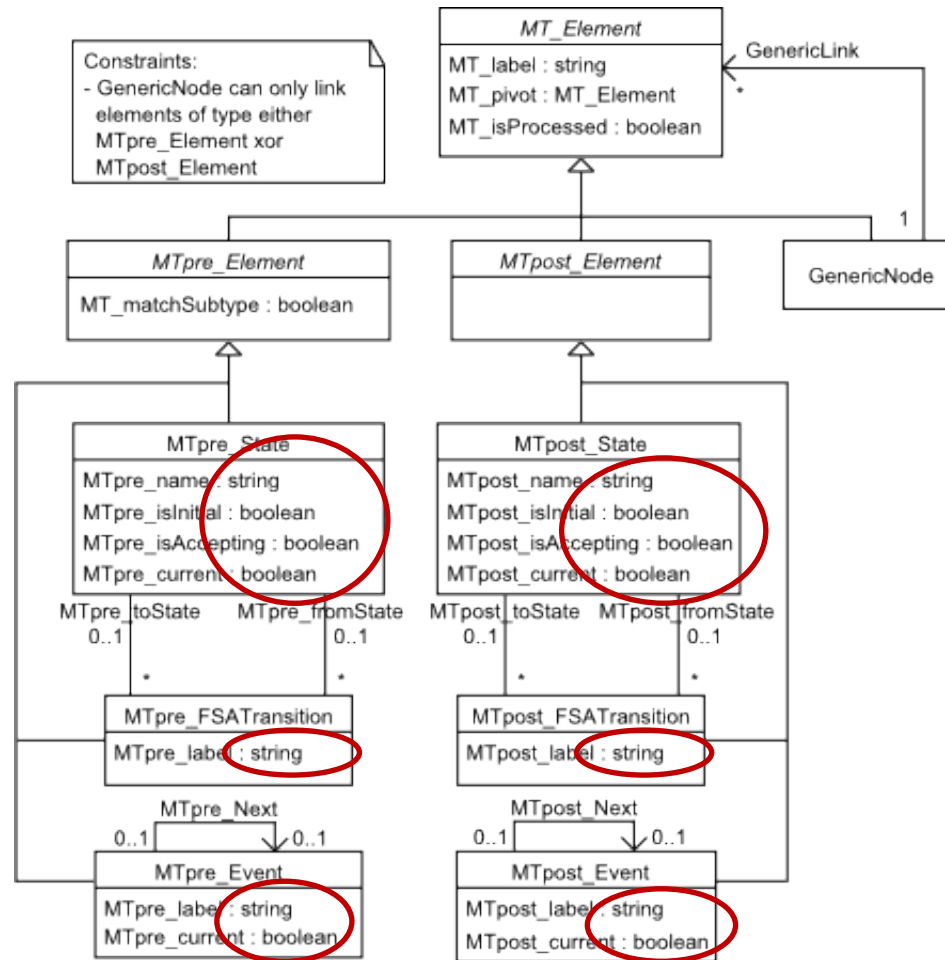 Constraints:
- GenericNode can only link
elements of type either
MTpre_Element xor
MTpost_Element
MT_Element
MT_label : string
MT_pivot : MT_Element
MT_isProcessed : boolean
GenericLink
*
1
MTpre_Element
MT_matchSubtype : boolean
MTpost_Element
GenericNode
MTpre_State
MTpre_name : string
MTpre_isInitial : boolean
MTpre_isAccepting : boolean
MTpre_current : boolean
MTpost_State
MTpost_name : string
MTpost_isInitial : boolean
MTpost_isAccepting : boolean
MTpost_current : boolean
MTpre_toState
0..1
*
MTpre_fromState
0..1
*
MTpost_toState
0..1
*
MTpost_fromState
0..1
*
MTpre_FSATransition
MTpre_label : string
MTpost_FSATransition
MTpost_label : string
MTpre_Next
0..1
0..1
MTpost_Next
0..1
0..1
MTpre_Event
MTpre_label : string
MTpre_current : boolean
MTpost_Event
MTpost_label : string
MTpost_current : boolean